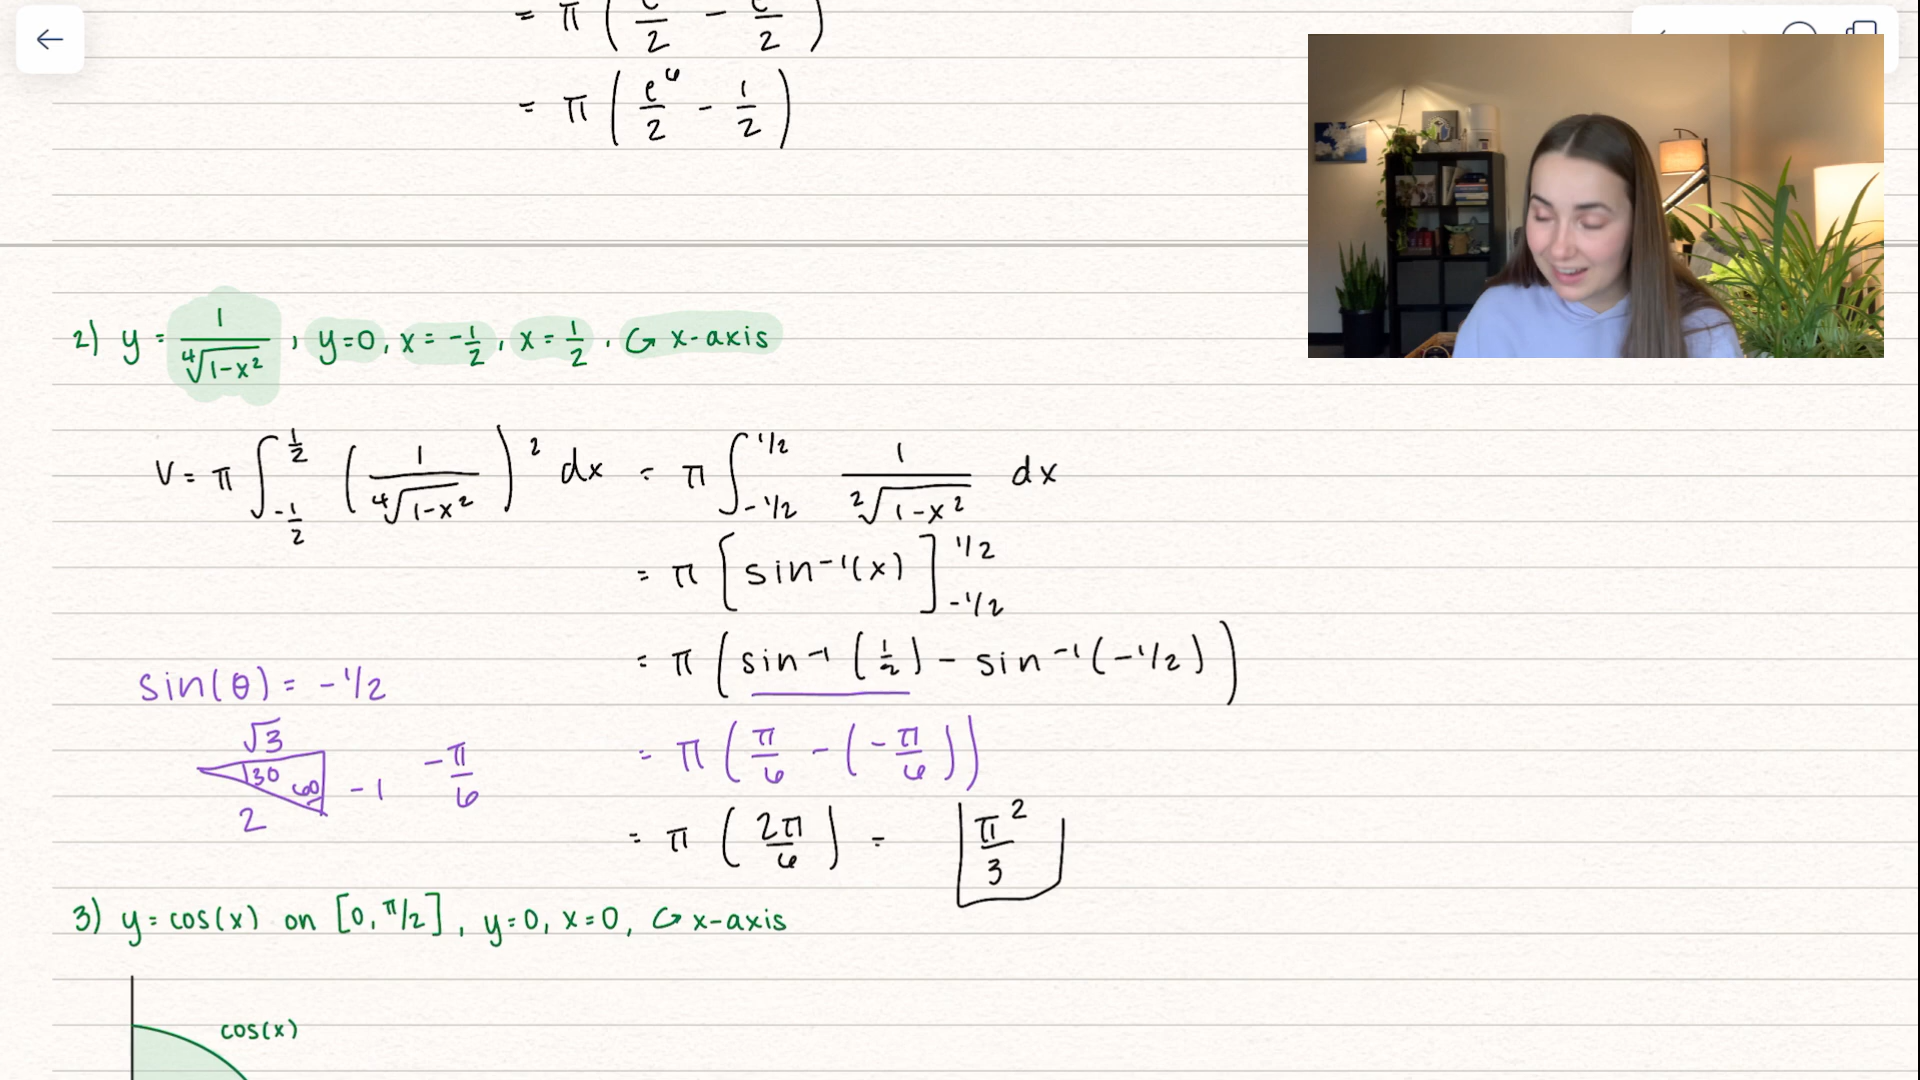 = π ( /2 - /2 )
= π ( e⁶/2 - 1/2 )
2) y = 1/⁴√(1-x²) , y=0, x=-1/2, x=1/2. ↻ x-axis
V = π ∫_{-1/2}^{1/2} ( 1/⁴√(1-x²) )² dx = π ∫_{-1/2}^{1/2} 1/²√(1-x²) dx
= π [ sin⁻¹(x) ]_{-1/2}^{1/2}
= π ( sin⁻¹(1/2) - sin⁻¹(-1/2) )
sin(θ) = -1/2
√3
30 60 -1
2
-π/6
= π ( π/6 - (-π/6) )
= π ( 2π/6 ) = π²/3
3) y=cos(x) on [0, π/2], y=0, x=0, ↻ x-axis
cos(x)